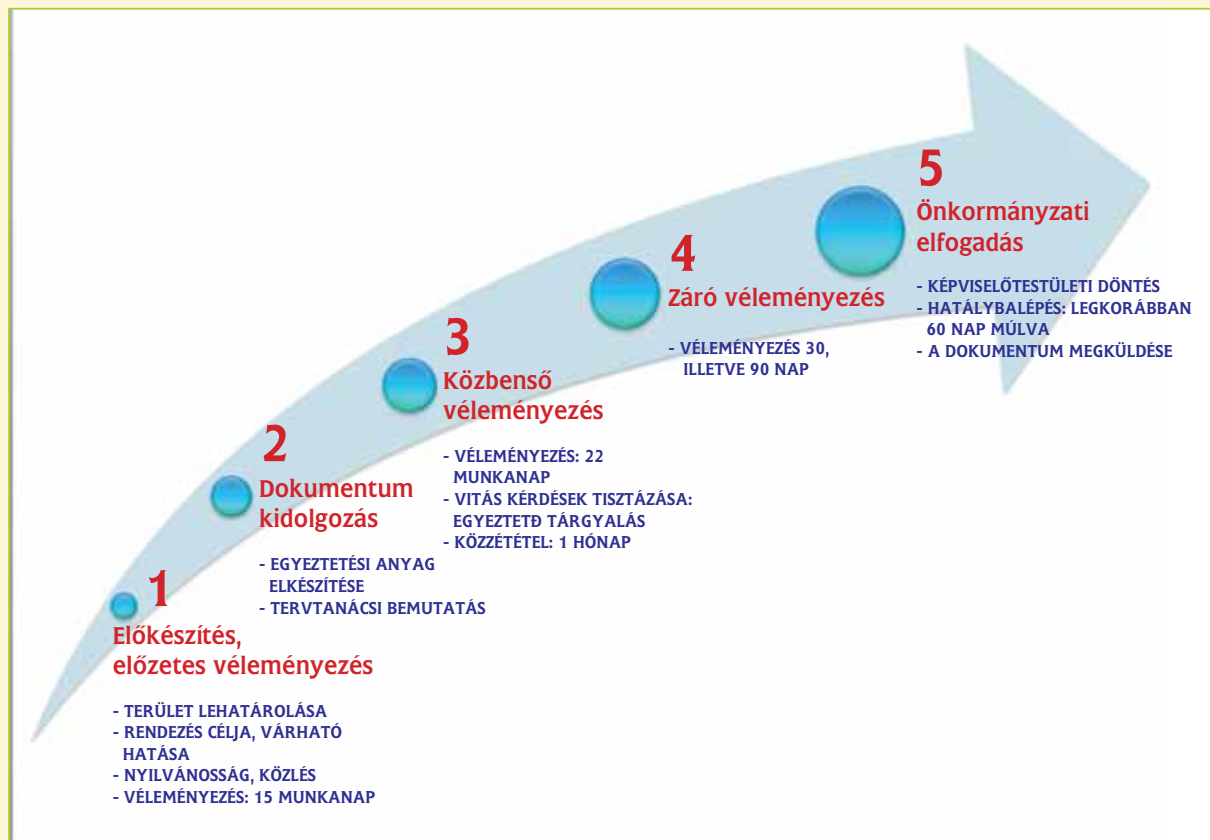 1
Előkészítés,
előzetes véleményezés
- TERÜLET LEHATÁROLÁSA
- RENDEZÉS CÉLJA, VÁRHATÓ
HATÁSA
- NYILVÁNOSSÁG, KÖZLÉS
- VÉLEMÉNYEZÉS: 15 MUNKANAP
2
Dokumentum
kidolgozás
- EGYEZTETÉSI ANYAG
ELKÉSZÍTÉSE
- TERVTANÁCSI BEMUTATÁS
3
Közbenső
véleményezés
- VÉLEMÉNYEZÉS: 22
MUNKANAP
- VITÁS KÉRDÉSEK TISZTÁZÁSA:
EGYEZTETÐ TÁRGYALÁS
- KÖZZÉTÉTEL: 1 HÓNAP
4
Záró véleményezés
- VÉLEMÉNYEZÉS 30,
ILLETVE 90 NAP
5
Önkormányzati
elfogadás
- KÉPVISELŐTESTÜLETI DÖNTÉS
- HATÁLYBALÉPÉS: LEGKORÁBBAN
60 NAP MÚLVA
- A DOKUMENTUM MEGKÜLDÉSE